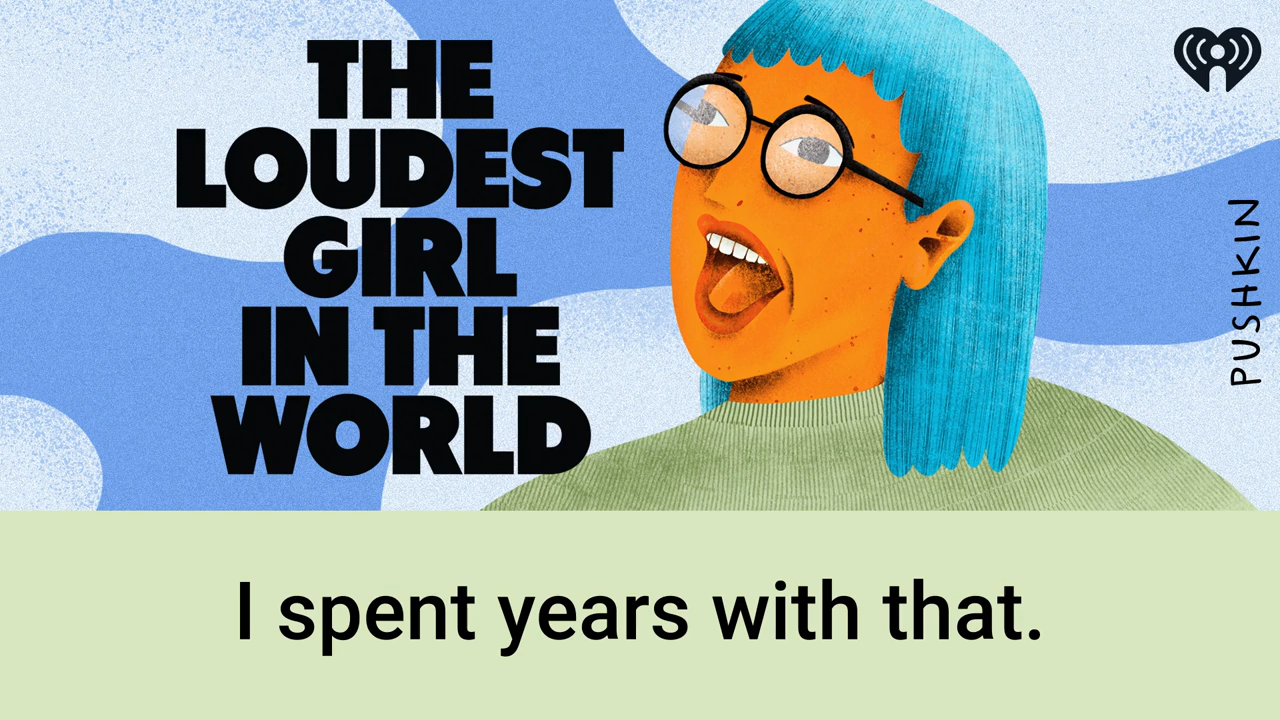 THE
LOUDEST
GIRL
IN THE
WORLD
PUSHKIN
I spent years with that.